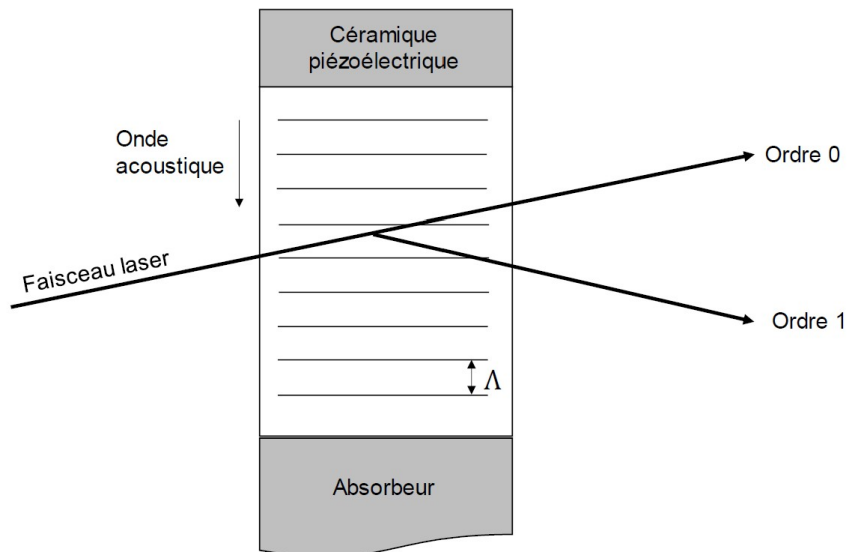 Céramique
piézoélectrique
Onde
acoustique
Ordre 0
Faisceau laser
Ordre 1
Λ
Absorbeur